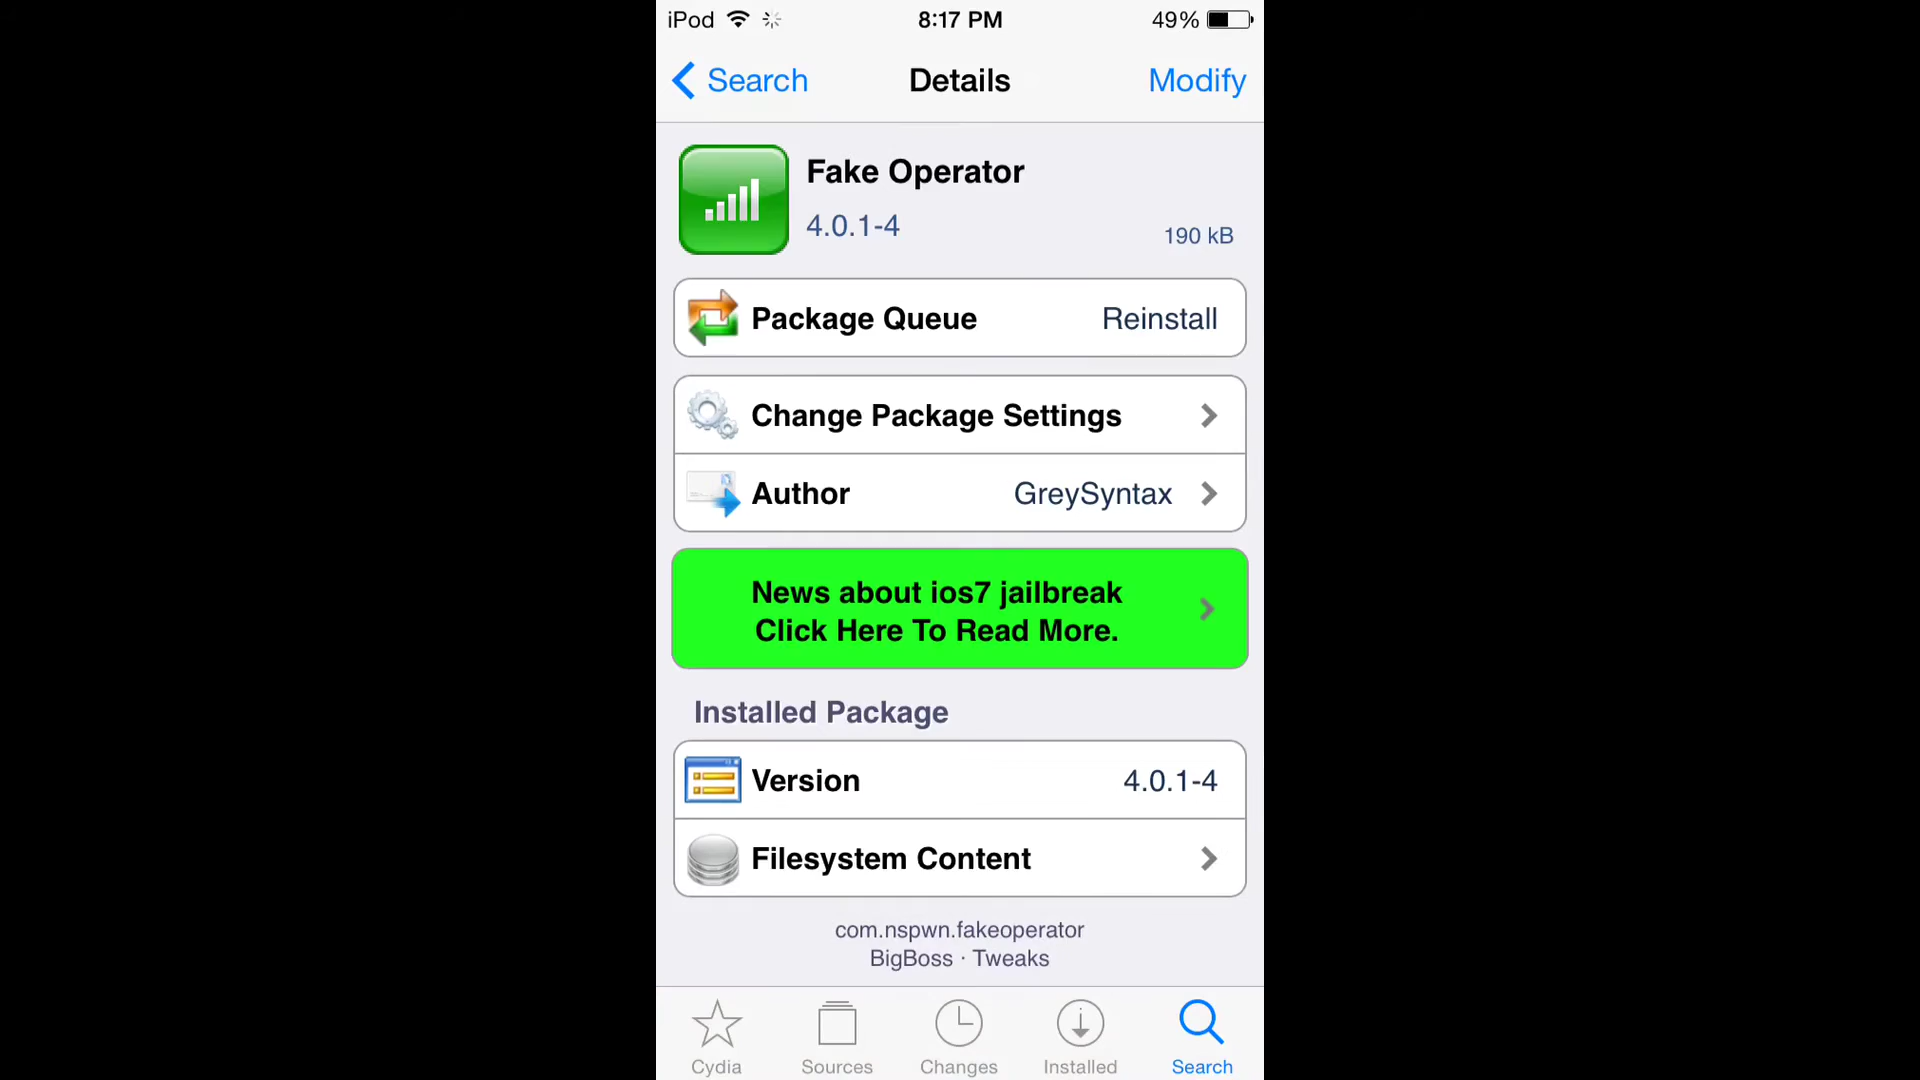 iPod 8:17 PM 49%
Search Details Modify
Fake Operator
4.0.1-4 190 kB
Package Queue Reinstall
Change Package Settings
Author GreySyntax
News about ios7 jailbreak
Click Here To Read More.
Installed Package
Version 4.0.1-4
Filesystem Content
com.nspwn.fakeoperator
BigBoss · Tweaks
Cydia Sources Changes Installed Search